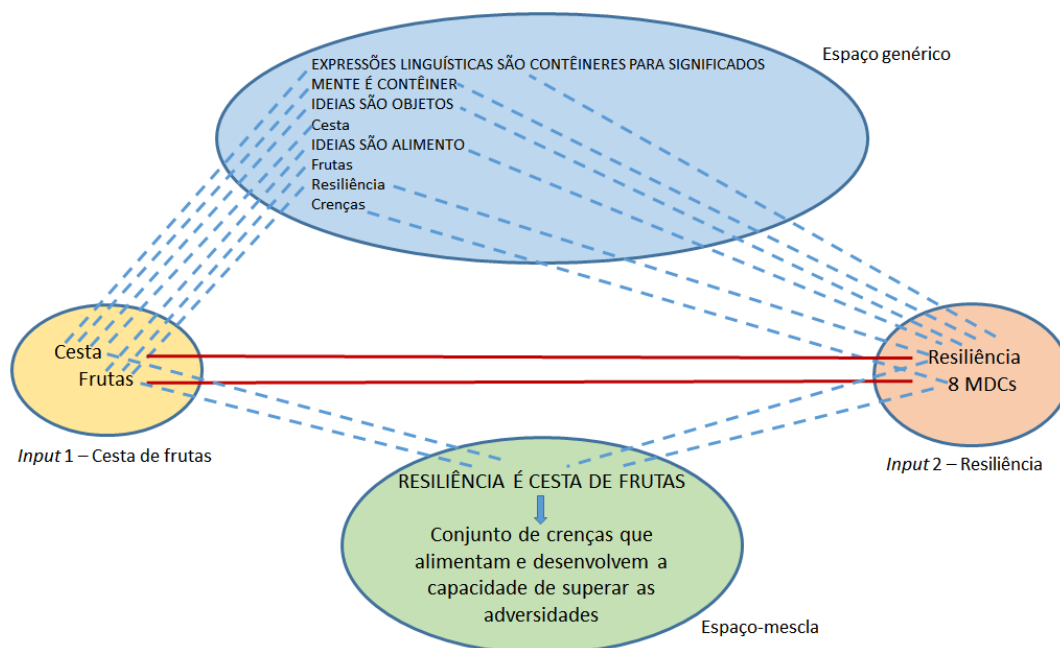 Espaço genérico
EXPRESSÕES LINGUÍSTICAS SÃO CONTÊINERES PARA SIGNIFICADOS
MENTE É CONTÊINER
IDEIAS SÃO OBJETOS
Cesta
IDEIAS SÃO ALIMENTO
Frutas
Resiliência
Crenças
Cesta
Frutas
Input 1 – Cesta de frutas
Resiliência
8 MDCs
Input 2 – Resiliência
RESILIÊNCIA É CESTA DE FRUTAS
Conjunto de crenças que
alimentam e desenvolvem a
capacidade de superar as
adversidades
Espaço-mescla